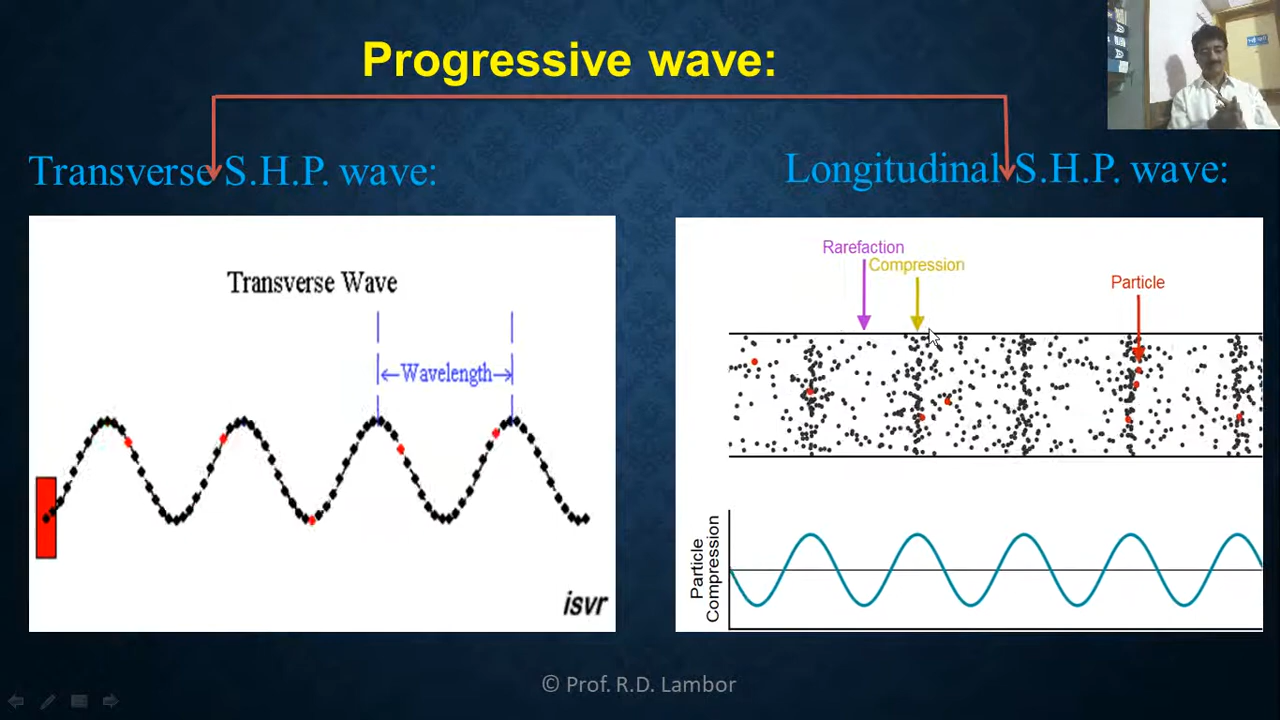 Progressive wave:
Transverse S.H.P. wave:
Longitudinal S.H.P. wave:
Transverse Wave
←Wavelength→
isvr
Rarefaction
Compression
Particle
Particle
Compression
© Prof. R.D. Lambor